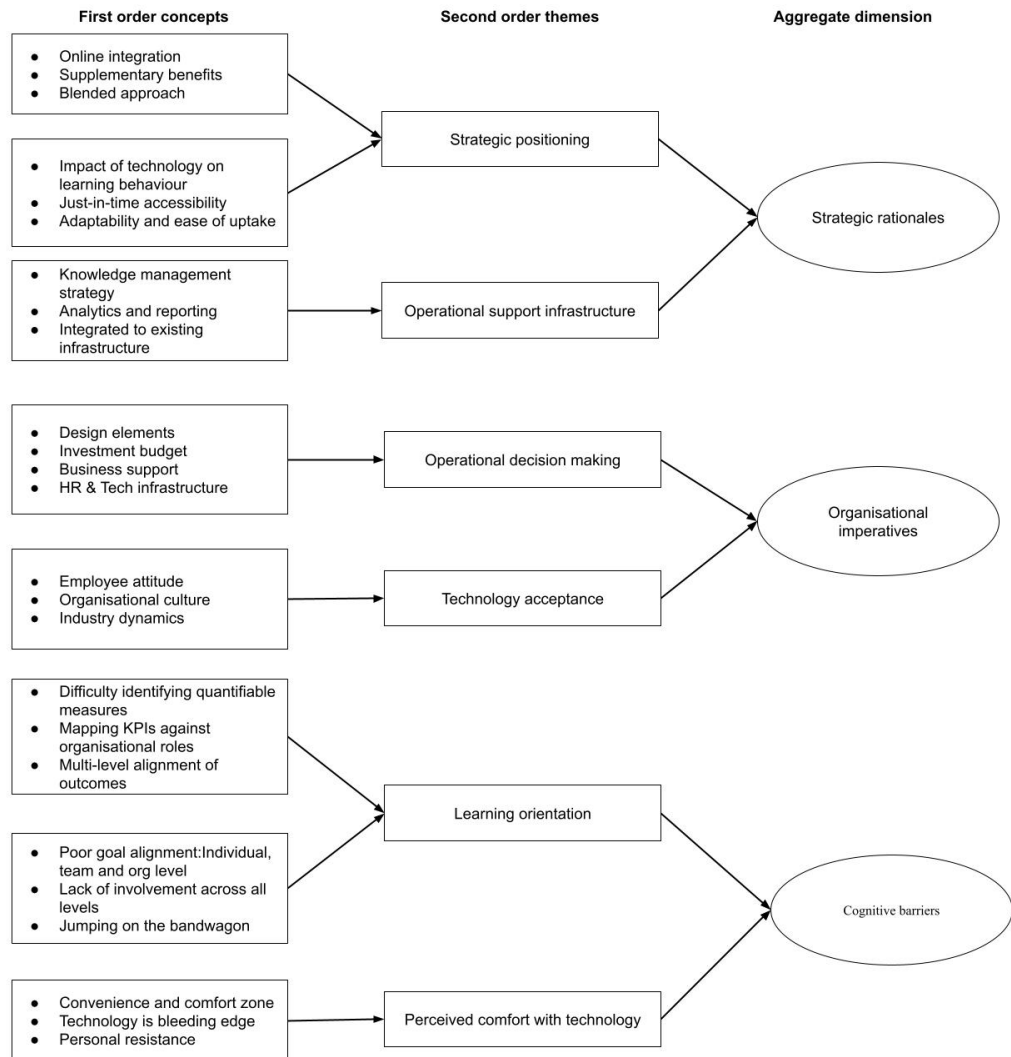 First order concepts
Second order themes
Aggregate dimension
● Online integration
● Supplementary benefits
● Blended approach
● Impact of technology on
learning behaviour
● Just-in-time accessibility
● Adaptability and ease of uptake
Strategic positioning
● Knowledge management
strategy
● Analytics and reporting
● Integrated to existing
infrastructure
Operational support infrastructure
Strategic rationales
● Design elements
● Investment budget
● Business support
● HR & Tech infrastructure
Operational decision making
● Employee attitude
● Organisational culture
● Industry dynamics
Technology acceptance
Organisational
imperatives
● Difficulty identifying quantifiable
measures
● Mapping KPIs against
organisational roles
● Multi-level alignment of
outcomes
● Poor goal alignment:Individual,
team and org level
● Lack of involvement across all
levels
● Jumping on the bandwagon
Learning orientation
● Convenience and comfort zone
● Technology is bleeding edge
● Personal resistance
Perceived comfort with technology
Cognitive barriers